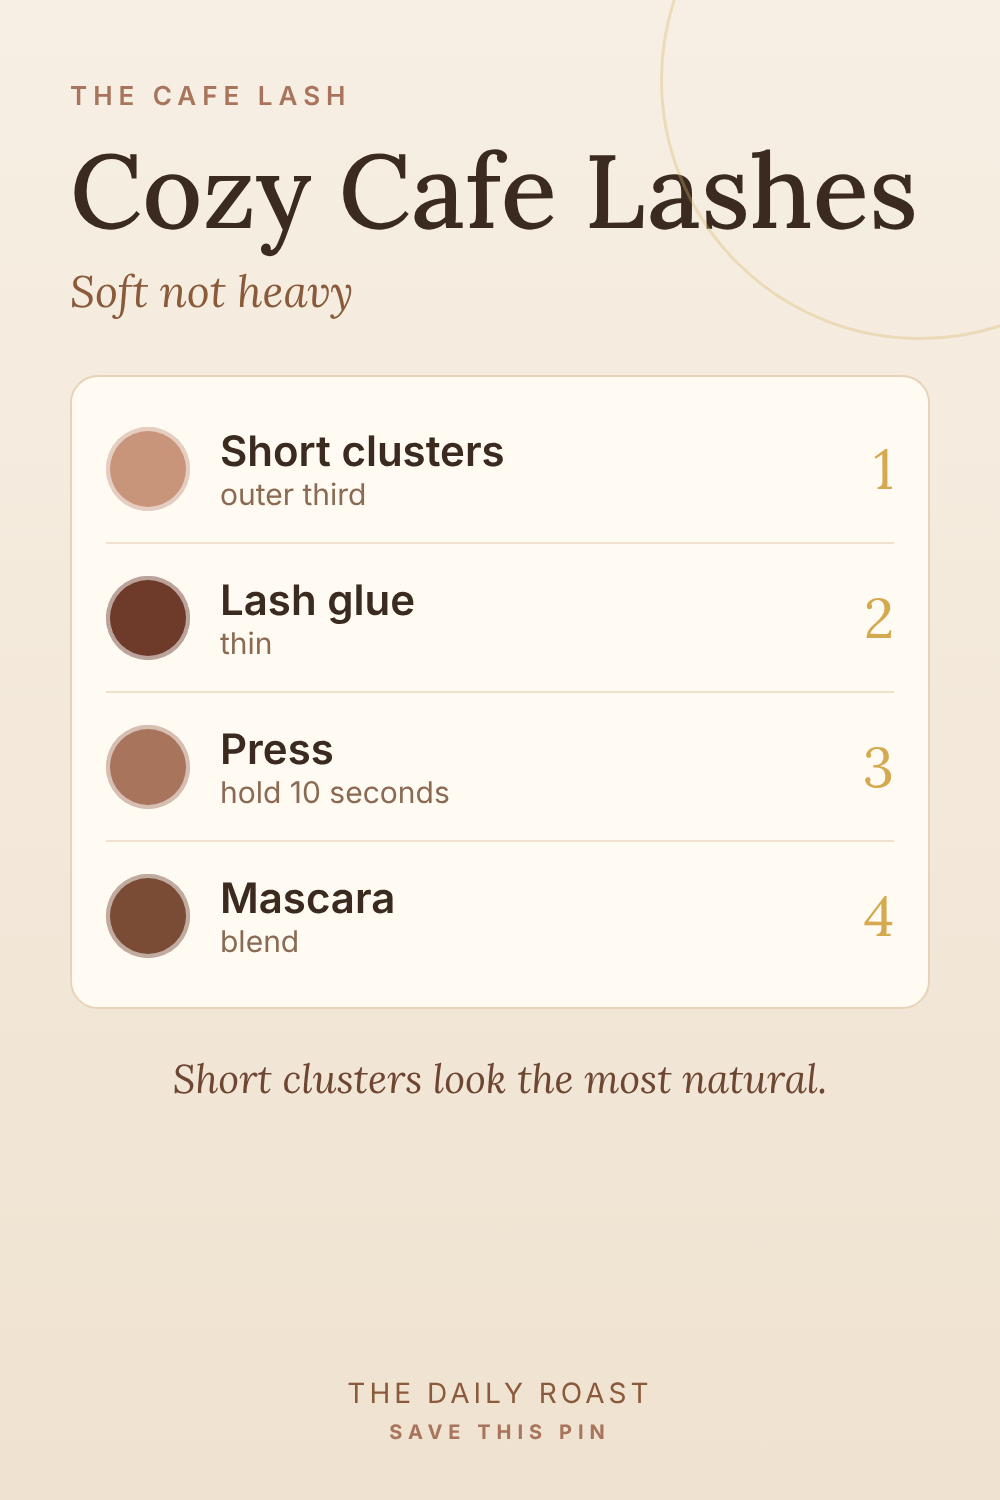 THE CAFE LASH
Cozy Cafe Lashes
Soft not heavy
Short clusters
outer third
1
Lash glue
thin
2
Press
hold 10 seconds
3
Mascara
blend
4
Short clusters look the most natural.
THE DAILY ROAST
SAVE THIS PIN